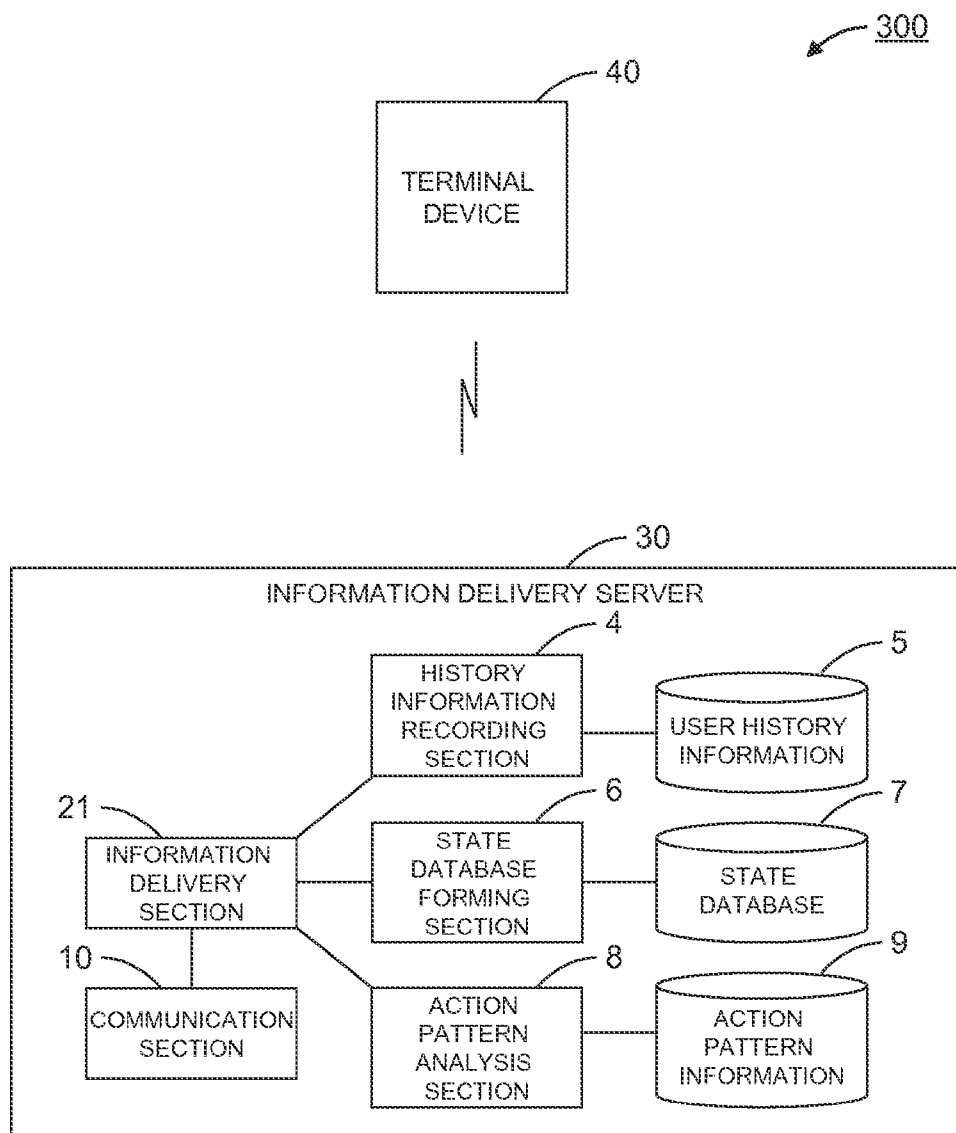 300
40
TERMINAL
DEVICE
30
INFORMATION DELIVERY SERVER
4
HISTORY
INFORMATION
RECORDING
SECTION
5
USER HISTORY
INFORMATION
21
INFORMATION
DELIVERY
SECTION
6
STATE
DATABASE
FORMING
SECTION
7
STATE
DATABASE
10
COMMUNICATION
SECTION
8
ACTION
PATTERN
ANALYSIS
SECTION
9
ACTION
PATTERN
INFORMATION